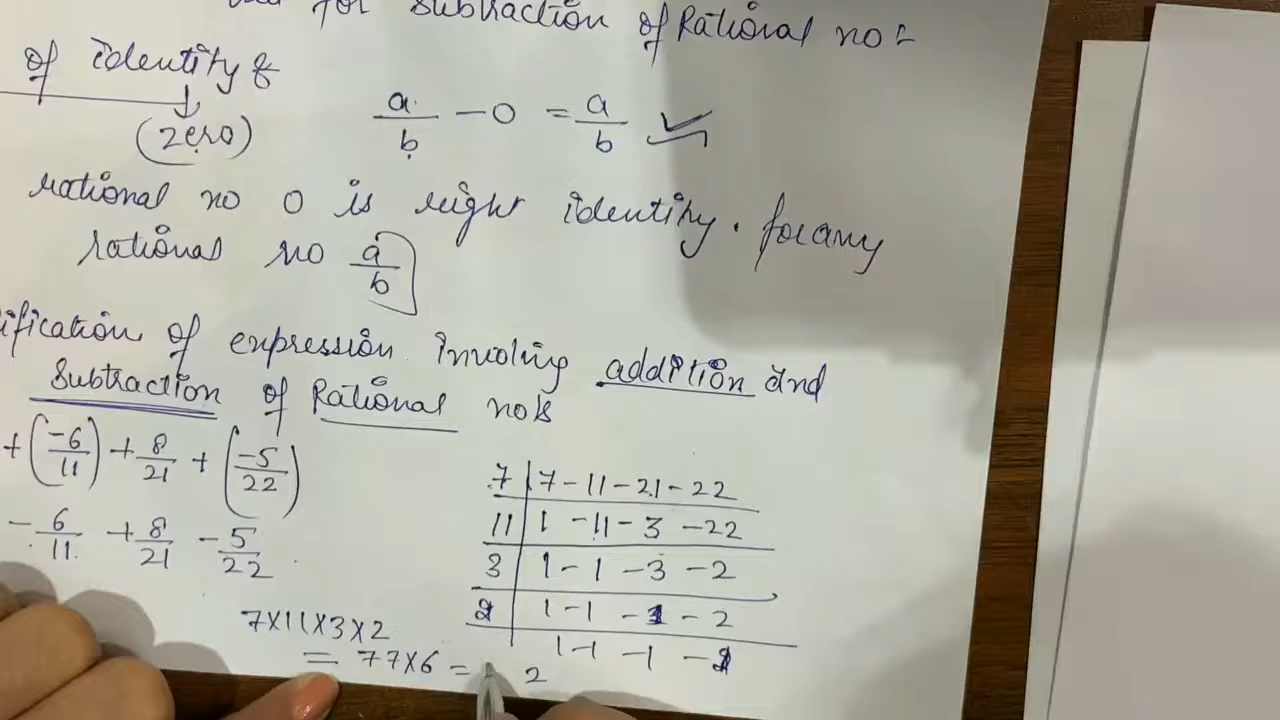 for Subtraction of Rational no:
of identity &
(zero)
a/b - 0 = a/b ✓
rational no 0 is right identity. for any
rational no a/b
ification of expression involing addition and
Subtraction of Rational no's
+ (-6/11) + 8/21 + (-5/22)
- 6/11 + 8/21 - 5/22
7 | 7 - 11 - 21 - 22
11 | 1 - 11 - 3 - 22
3 | 1 - 1 - 3 - 2
2 | 1 - 1 - 1 - 2
1 - 1 - 1 - 1
7 X 11 X 3 X 2
= 77 X 6 = 2